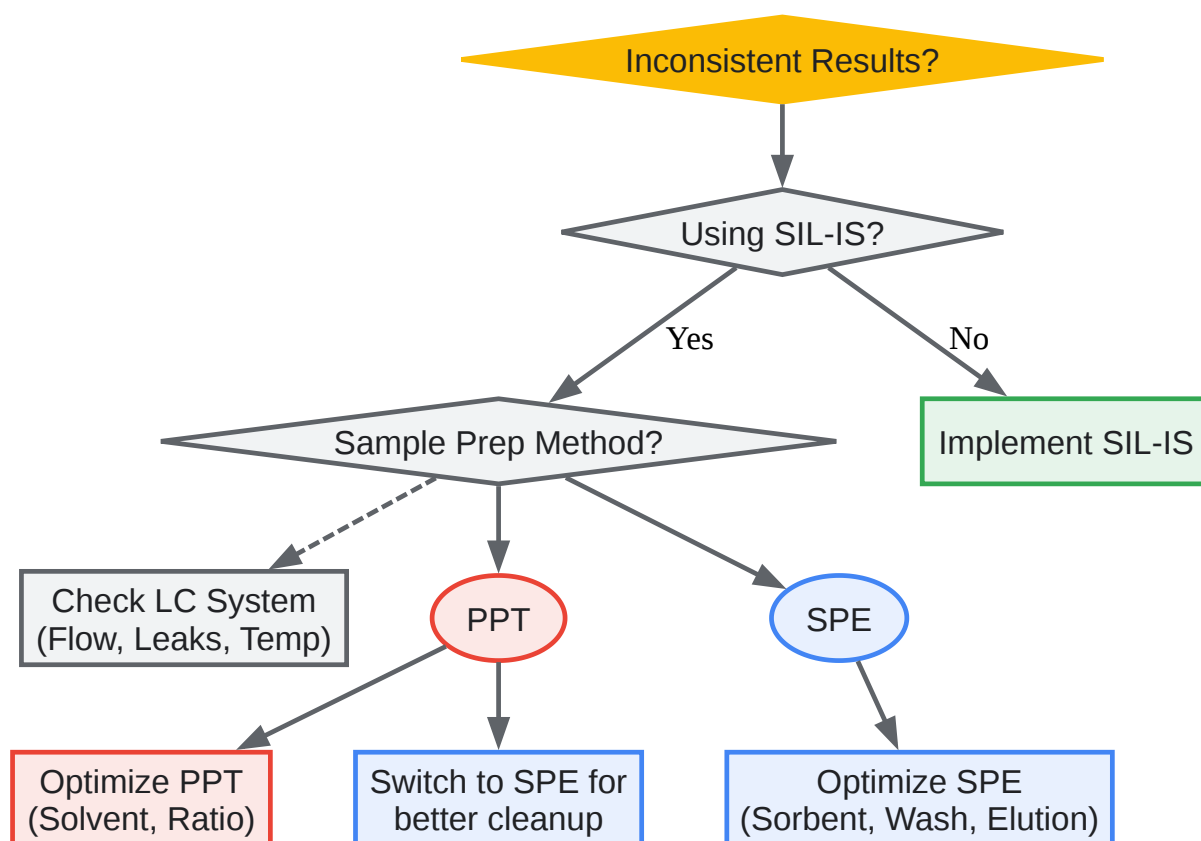 Inconsistent Results?
Using SIL-IS?
Yes
No
Sample Prep Method?
Implement SIL-IS
Check LC System
(Flow, Leaks, Temp)
PPT
SPE
Optimize PPT
(Solvent, Ratio)
Switch to SPE for
better cleanup
Optimize SPE
(Sorbent, Wash, Elution)